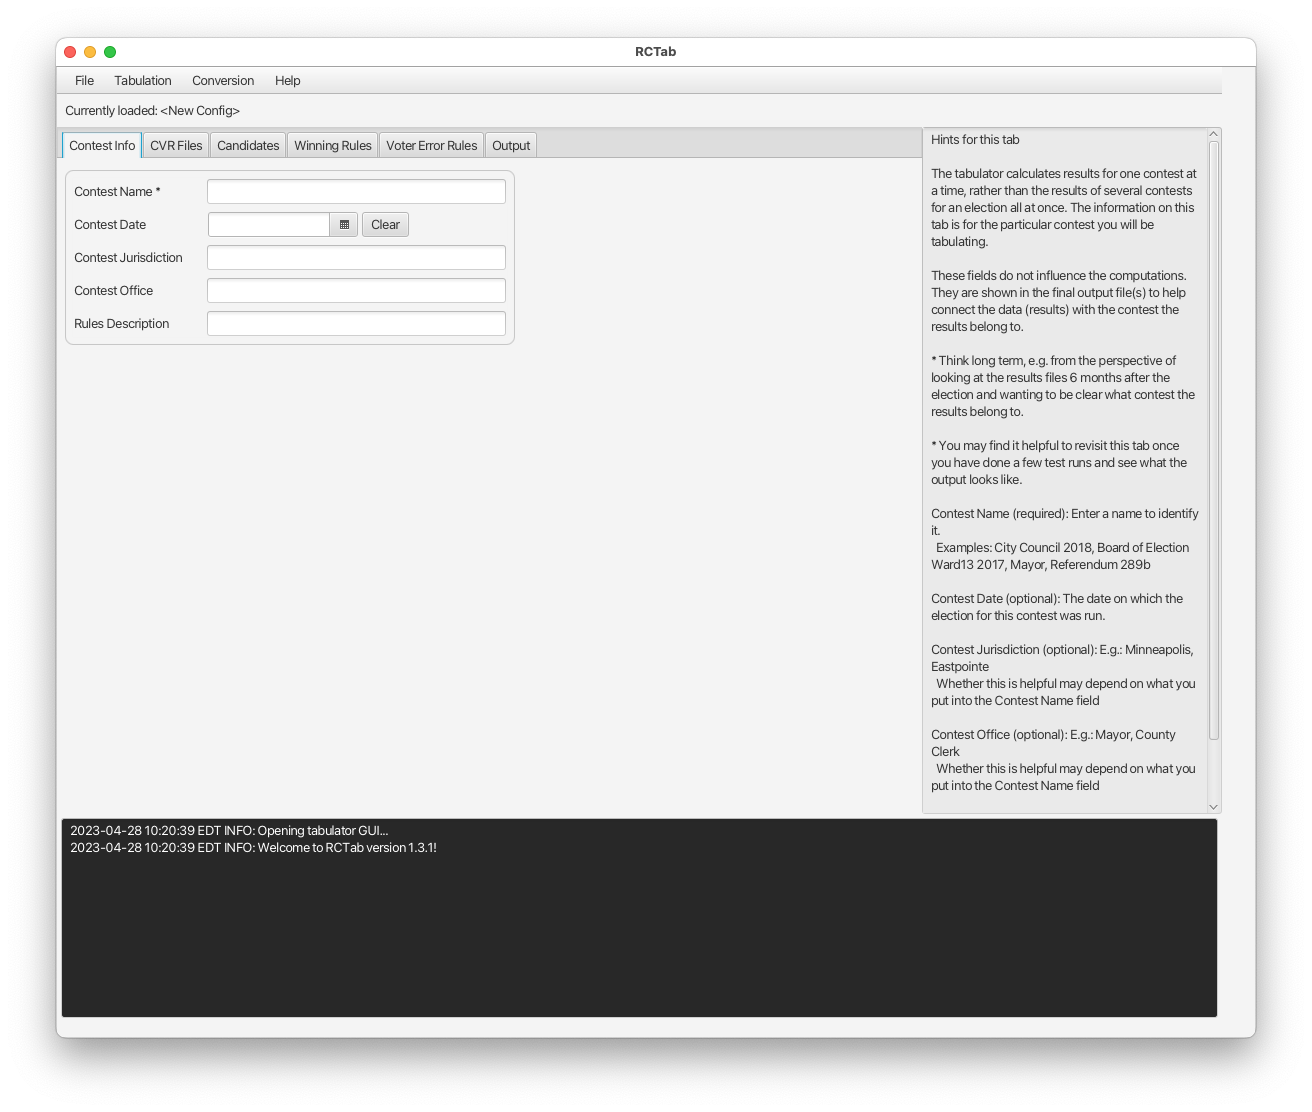 RCTab
File Tabulation Conversion Help
Currently loaded: <New Config>
Contest Info CVR Files Candidates Winning Rules Voter Error Rules Output
Contest Name *
Contest Date Clear
Contest Jurisdiction
Contest Office
Rules Description
Hints for this tab
The tabulator calculates results for one contest at
a time, rather than the results of several contests
for an election all at once. The information on this
tab is for the particular contest you will be
tabulating.
These fields do not influence the computations.
They are shown in the final output file(s) to help
connect the data (results) with the contest the
results belong to.
* Think long term, e.g. from the perspective of
looking at the results files 6 months after the
election and wanting to be clear what contest the
results belong to.
* You may find it helpful to revisit this tab once
you have done a few test runs and see what the
output looks like.
Contest Name (required): Enter a name to identify
it.
Examples: City Council 2018, Board of Election
Ward13 2017, Mayor, Referendum 289b
Contest Date (optional): The date on which the
election for this contest was run.
Contest Jurisdiction (optional): E.g.: Minneapolis,
Eastpointe
Whether this is helpful may depend on what you
put into the Contest Name field
Contest Office (optional): E.g.: Mayor, County
Clerk
Whether this is helpful may depend on what you
put into the Contest Name field
2023-04-28 10:20:39 EDT INFO: Opening tabulator GUI...
2023-04-28 10:20:39 EDT INFO: Welcome to RCTab version 1.3.1!